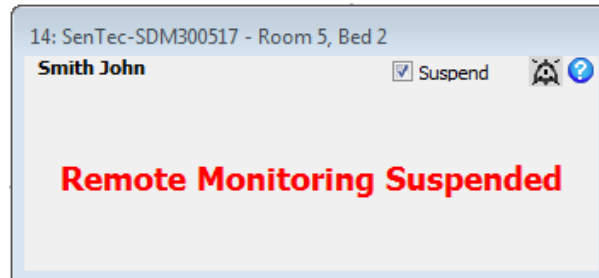 14: SenTec-SDM300517 - Room 5, Bed 2
Smith John Suspend ?
Remote Monitoring Suspended